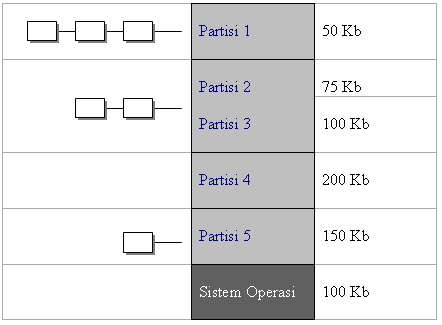 Partisi 1 50 Kb
Partisi 2 75 Kb
Partisi 3 100 Kb
Partisi 4 200 Kb
Partisi 5 150 Kb
Sistem Operasi 100 Kb